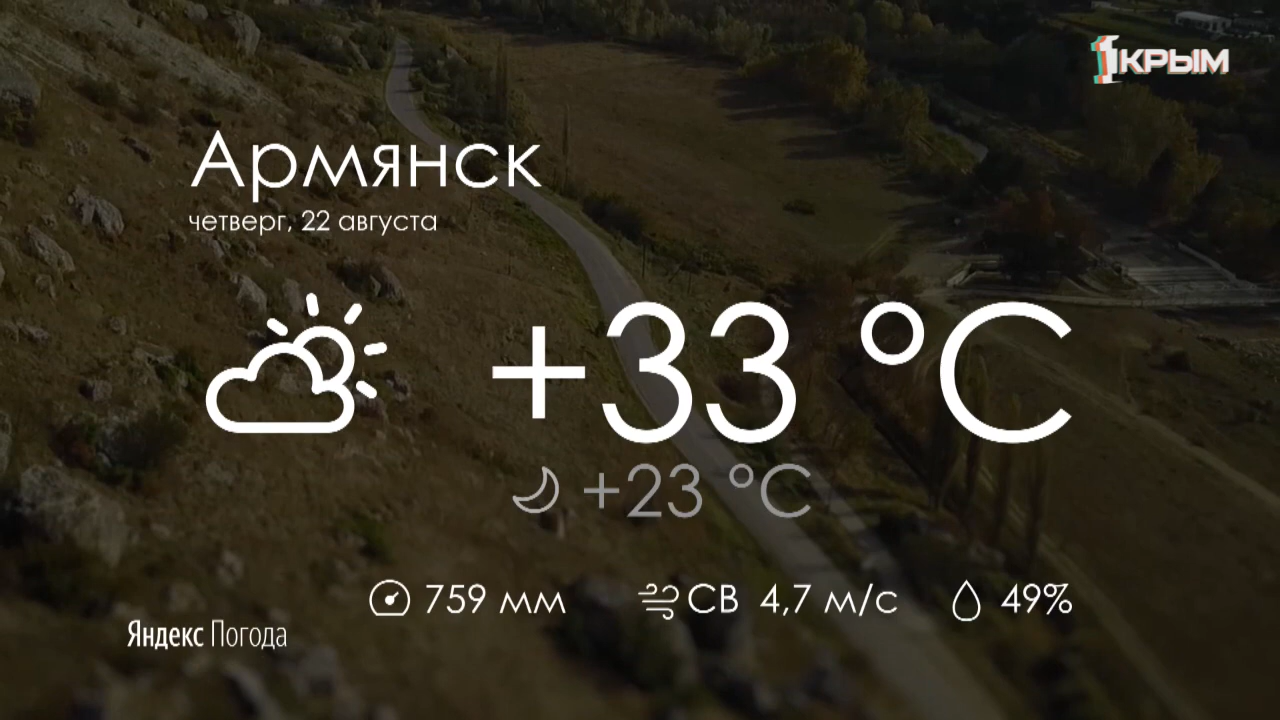 1КРЫМ
Армянск
четверг, 22 августа
+33 °C
+23 °C
759 мм СВ 4,7 м/с 49%
Яндекс Погода